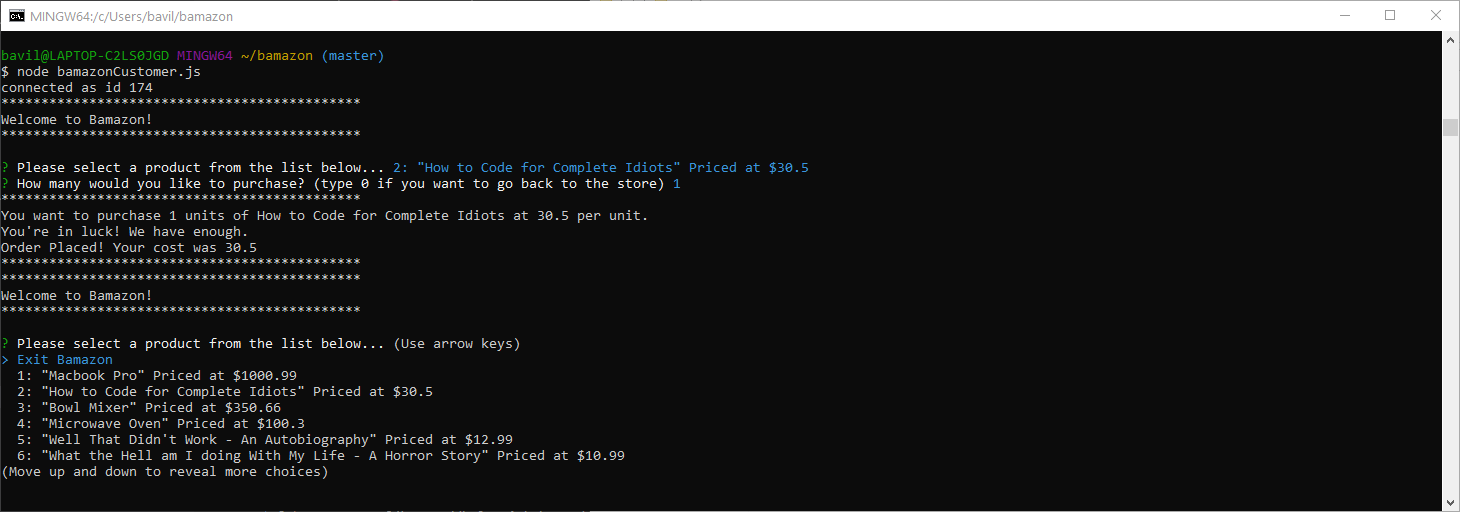 MINGW64:/c/Users/bavil/bamazon
bavil@LAPTOP-C2LS0JGD MINGW64 ~/bamazon (master)
$ node bamazonCustomer.js
connected as id 174
*********************************************
Welcome to Bamazon!
*********************************************
? Please select a product from the list below... 2: "How to Code for Complete Idiots" Priced at $30.5
? How many would you like to purchase? (type 0 if you want to go back to the store) 1
*********************************************
You want to purchase 1 units of How to Code for Complete Idiots at 30.5 per unit.
You're in luck! We have enough.
Order Placed! Your cost was 30.5
*********************************************
*********************************************
Welcome to Bamazon!
*********************************************
? Please select a product from the list below... (Use arrow keys)
> Exit Bamazon
1: "Macbook Pro" Priced at $1000.99
2: "How to Code for Complete Idiots" Priced at $30.5
3: "Bowl Mixer" Priced at $350.66
4: "Microwave Oven" Priced at $100.3
5: "Well That Didn't Work - An Autobiography" Priced at $12.99
6: "What the Hell am I doing With My Life - A Horror Story" Priced at $10.99
(Move up and down to reveal more choices)